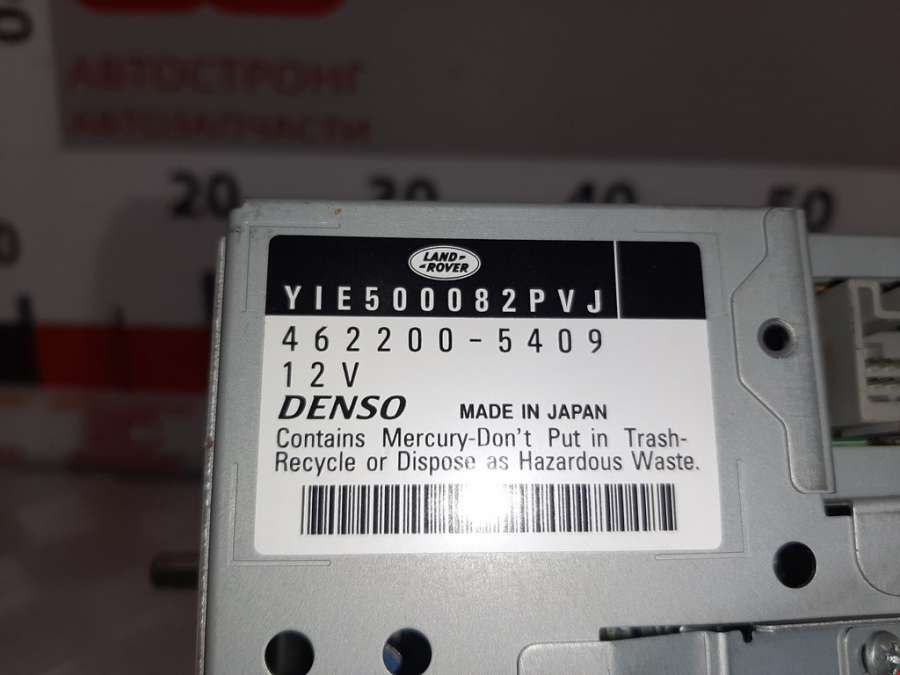 АВТОСТРОНГ
АВТОЗАПЧАСТИ
20 30 40 50
LAND-
-ROVER
YIE500082PVJ
462200-5409
12V
DENSO MADE IN JAPAN
Contains Mercury-Don't Put in Trash-
Recycle or Dispose as Hazardous Waste.